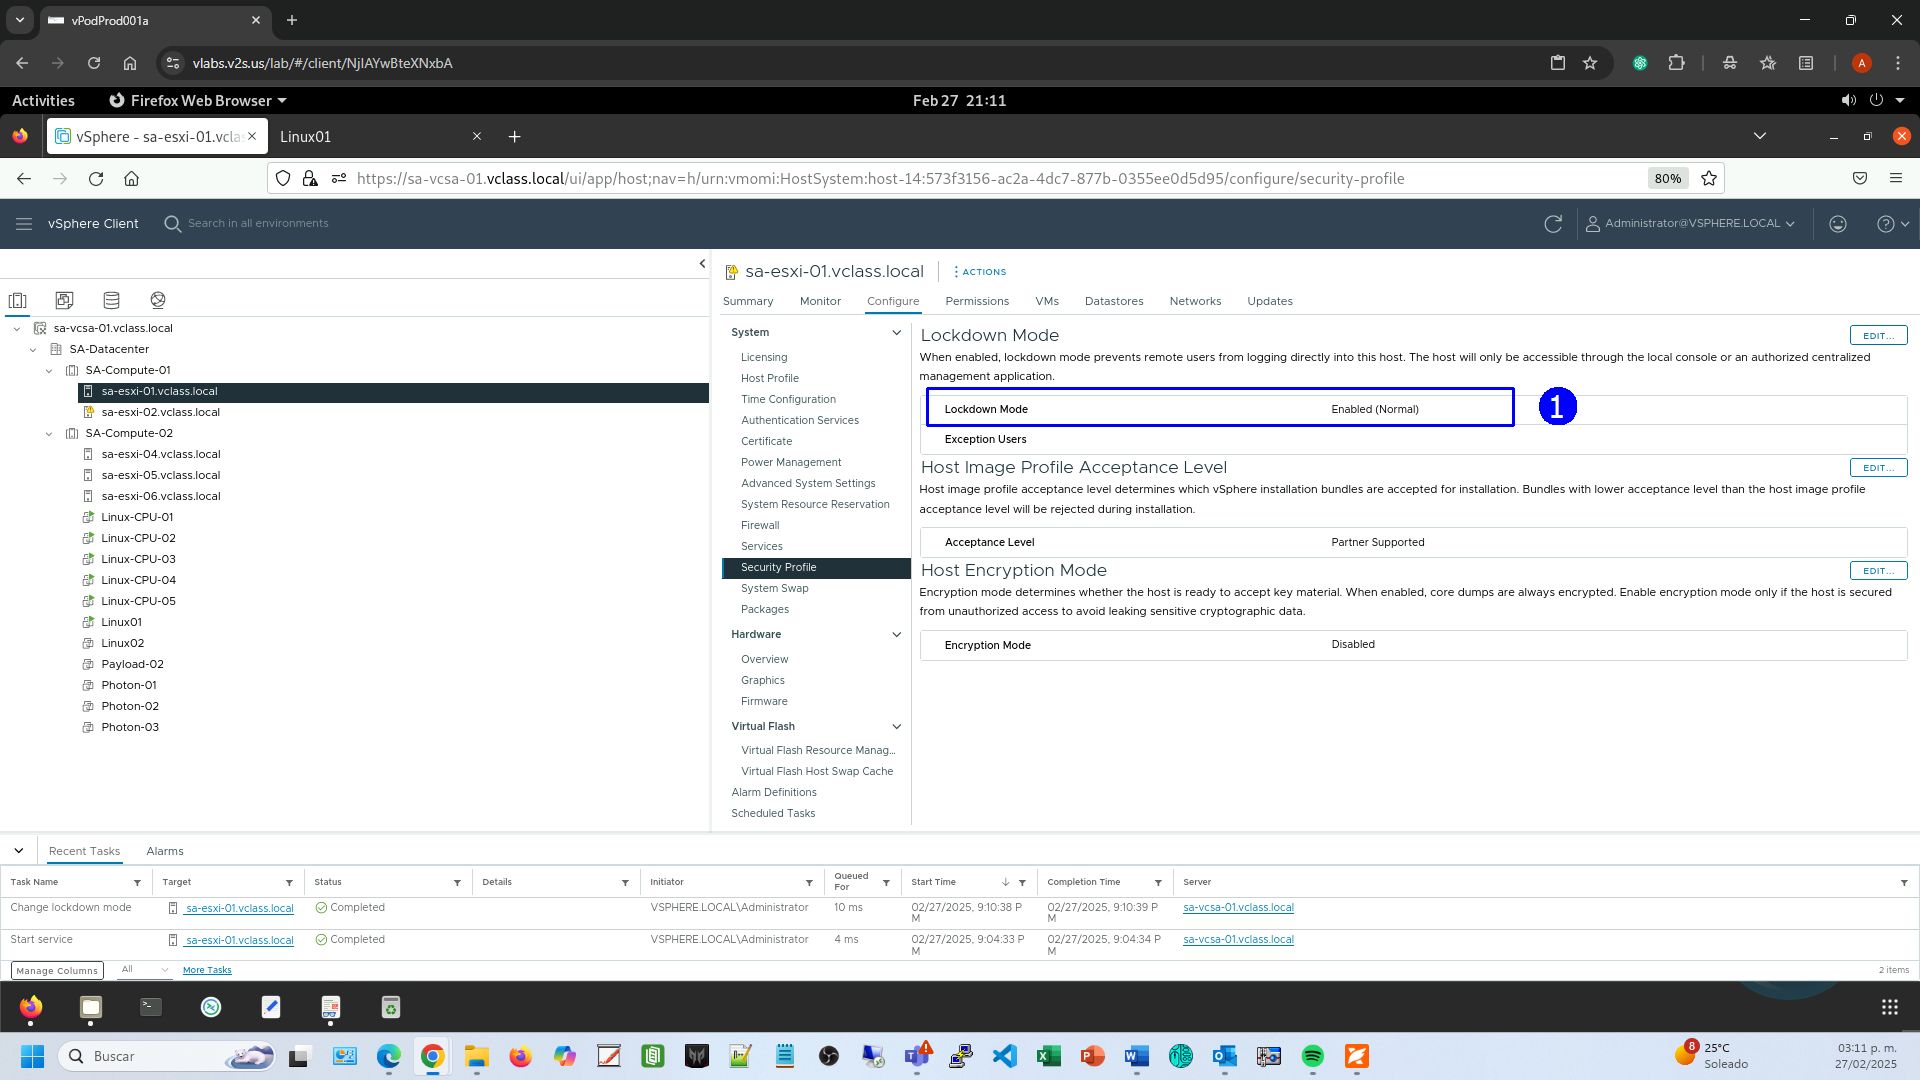 vPodProd001a
vlabs.v2s.us/lab/#/client/NjIAYwBteXNxbA
A
Activities
Firefox Web Browser
Feb 27 21:11
vSphere - sa-esxi-01.vclas
Linux01
https://sa-vcsa-01.vclass.local/ui/app/host;nav=h/urn:vmomi:HostSystem:host-14:573f3156-ac2a-4dc7-877b-0355ee0d5d95/configure/security-profile
80%
vSphere Client
Search in all environments
Administrator@VSPHERE.LOCAL
sa-vcsa-01.vclass.local
SA-Datacenter
SA-Compute-01
sa-esxi-01.vclass.local
sa-esxi-02.vclass.local
SA-Compute-02
sa-esxi-04.vclass.local
sa-esxi-05.vclass.local
sa-esxi-06.vclass.local
Linux-CPU-01
Linux-CPU-02
Linux-CPU-03
Linux-CPU-04
Linux-CPU-05
Linux01
Linux02
Payload-02
Photon-01
Photon-02
Photon-03
sa-esxi-01.vclass.local
ACTIONS
Summary Monitor Configure Permissions VMs Datastores Networks Updates
System
Licensing
Host Profile
Time Configuration
Authentication Services
Certificate
Power Management
Advanced System Settings
System Resource Reservation
Firewall
Services
Security Profile
System Swap
Packages
Hardware
Overview
Graphics
Firmware
Virtual Flash
Virtual Flash Resource Manag...
Virtual Flash Host Swap Cache
Alarm Definitions
Scheduled Tasks
Lockdown Mode
EDIT...
When enabled, lockdown mode prevents remote users from logging directly into this host. The host will only be accessible through the local console or an authorized centralized
management application.
Lockdown Mode Enabled (Normal)
1
Exception Users
Host Image Profile Acceptance Level
EDIT...
Host image profile acceptance level determines which vSphere installation bundles are accepted for installation. Bundles with lower acceptance level than the host image profile
acceptance level will be rejected during installation.
Acceptance Level Partner Supported
Host Encryption Mode
EDIT...
Encryption mode determines whether the host is ready to accept key material. When enabled, core dumps are always encrypted. Enable encryption mode only if the host is secured
from unauthorized access to avoid leaking sensitive cryptographic data.
Encryption Mode Disabled
Recent Tasks Alarms
Task Name Target Status Details Initiator Queued For Start Time Completion Time Server
Change lockdown mode sa-esxi-01.vclass.local Completed VSPHERE.LOCAL\Administrator 10 ms 02/27/2025, 9:10:38 PM 02/27/2025, 9:10:39 PM sa-vcsa-01.vclass.local
Start service sa-esxi-01.vclass.local Completed VSPHERE.LOCAL\Administrator 4 ms 02/27/2025, 9:04:33 PM 02/27/2025, 9:04:34 PM sa-vcsa-01.vclass.local
Manage Columns All More Tasks 2 items
Buscar
8
25°C
Soleado
03:11 p. m.
27/02/2025